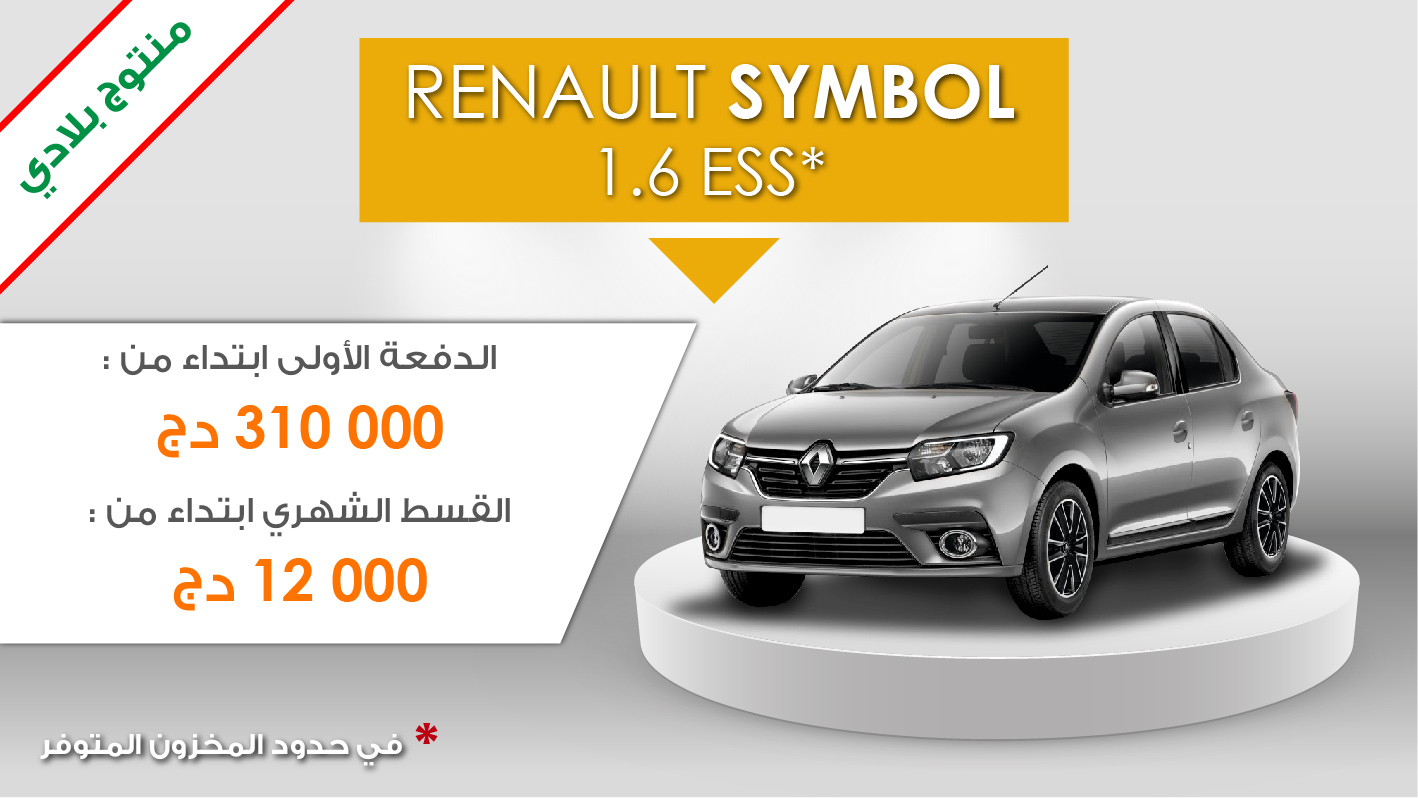 منتوج بلادي
RENAULT SYMBOL
1.6 ESS*
الدفعة الأولى ابتداء من :
310 000 دج
القسط الشهري ابتداء من :
12 000 دج
* في حدود المخزون المتوفر